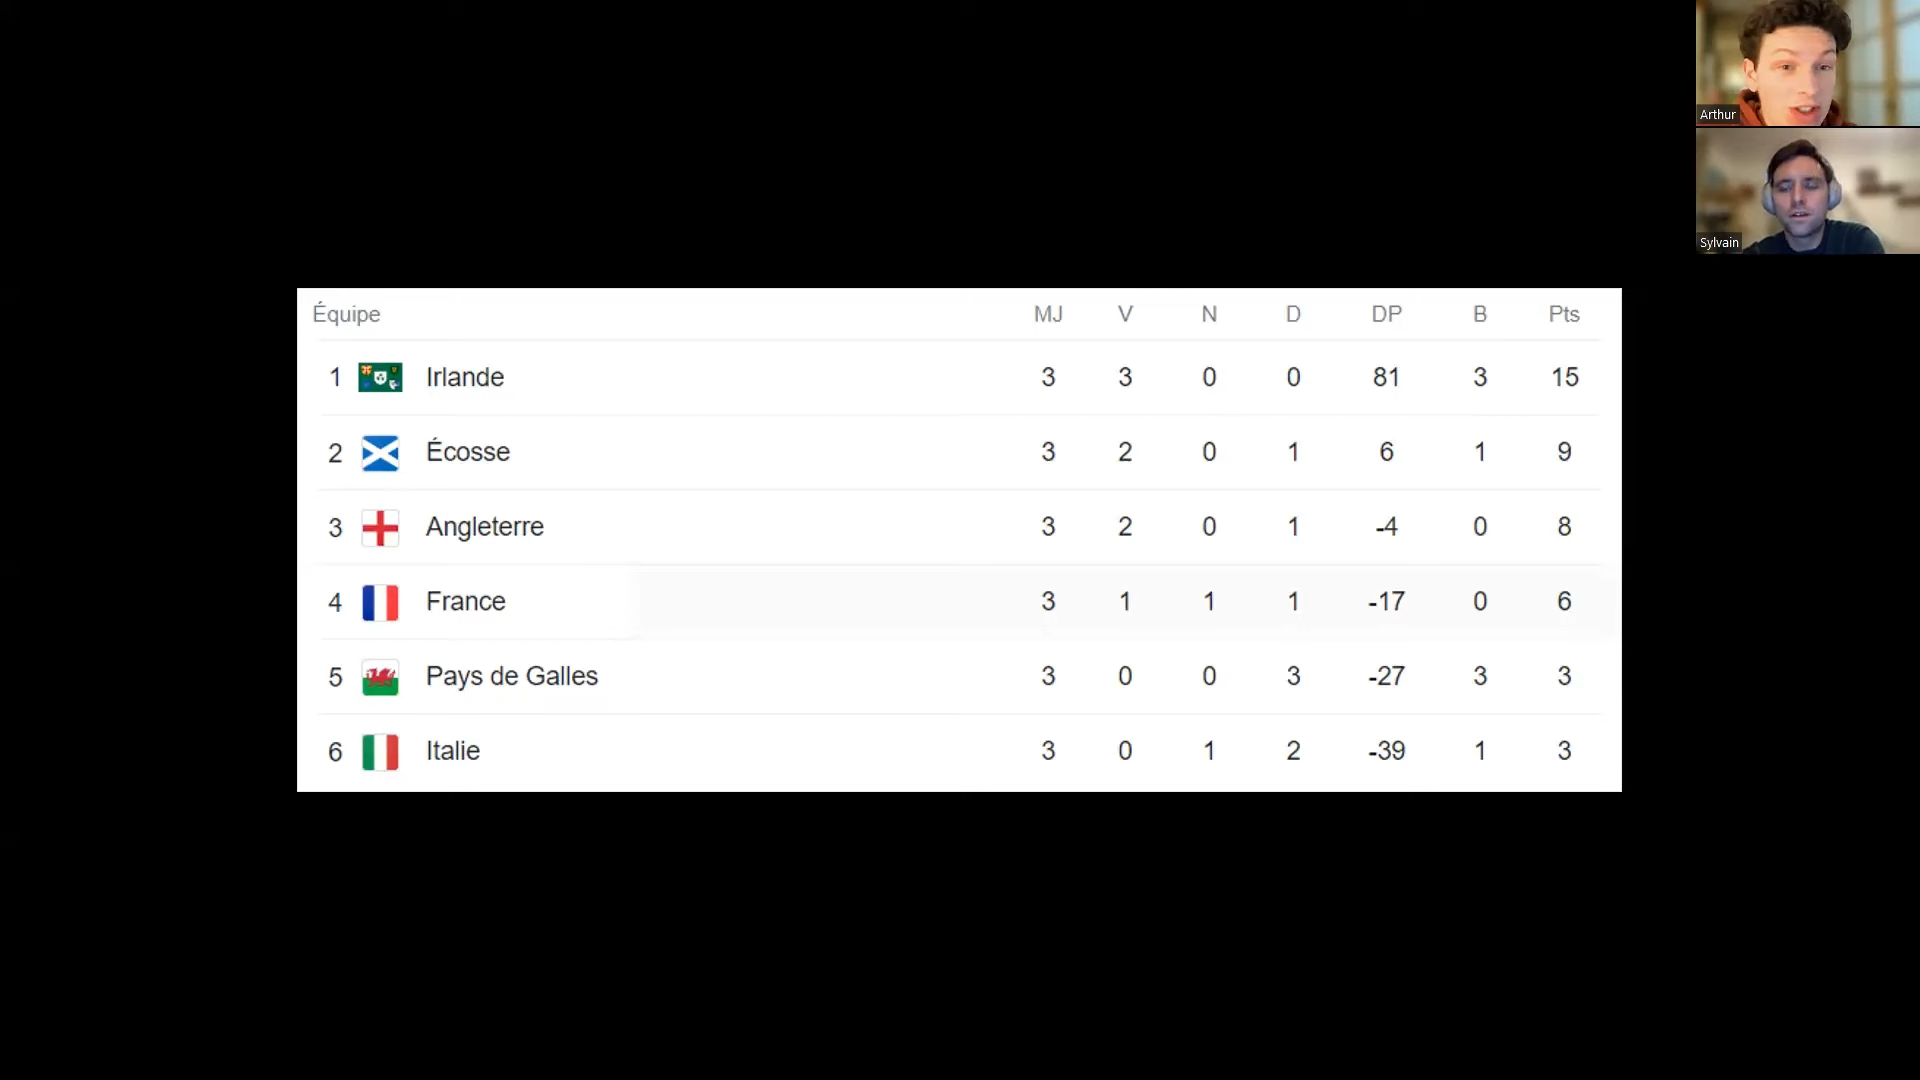 Arthur
Sylvain
Équipe MJ V N D DP B Pts
1 Irlande 3 3 0 0 81 3 15
2 Écosse 3 2 0 1 6 1 9
3 Angleterre 3 2 0 1 -4 0 8
4 France 3 1 1 1 -17 0 6
5 Pays de Galles 3 0 0 3 -27 3 3
6 Italie 3 0 1 2 -39 1 3